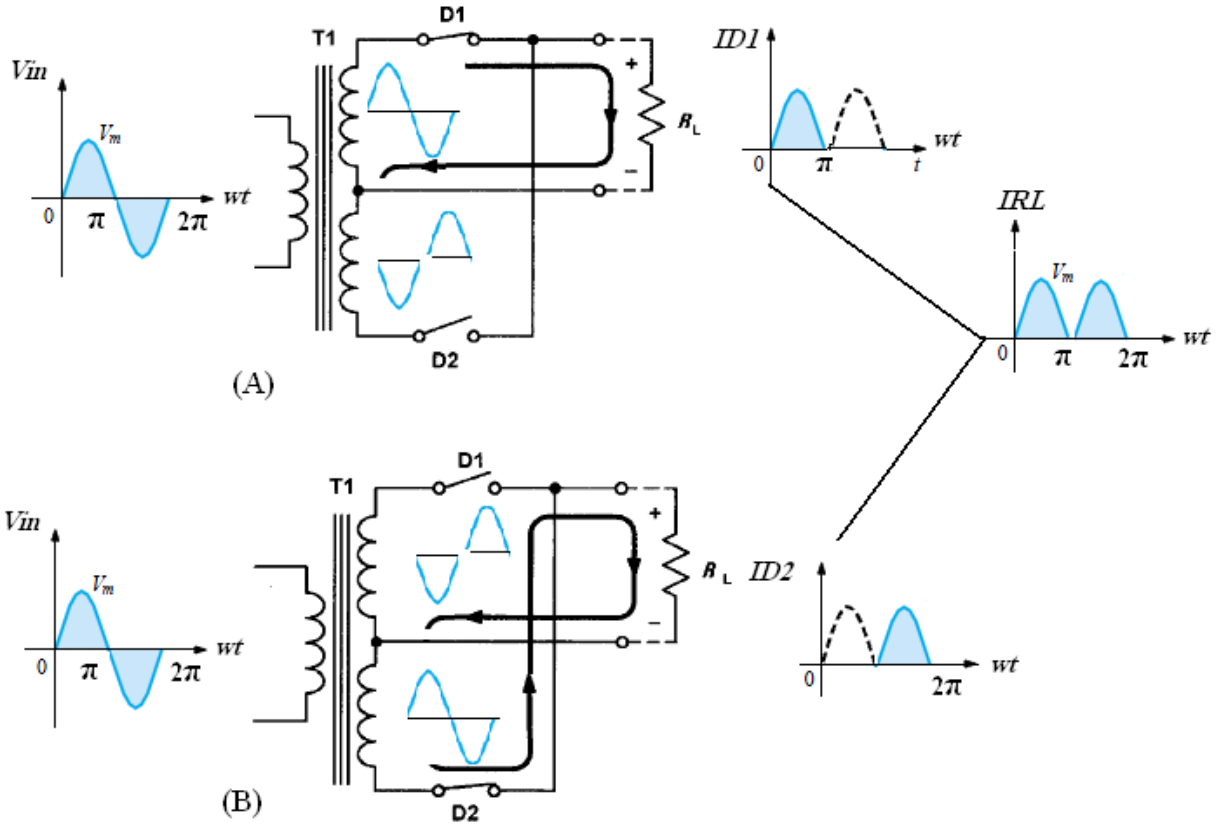 D1
T1
Vin
Vm
0
π
2π
wt
+
RL
−
D2
(A)
ID1
0
π
t
wt
IRL
Vm
0
π
2π
wt
D1
T1
Vin
Vm
0
π
2π
wt
+
RL
−
D2
(B)
ID2
0
2π
wt